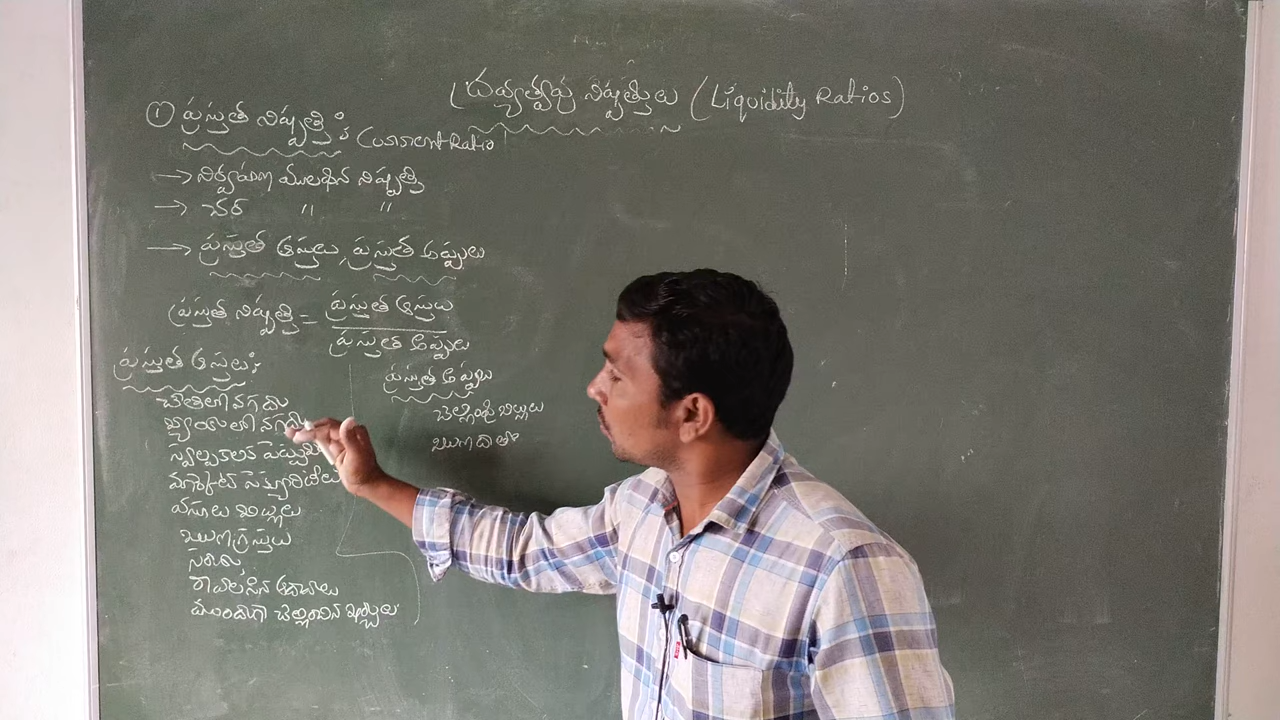 ద్రవ్యత్వపు నిష్పత్తులు (Liquidity Ratios)
① ప్రస్తుత నిష్పత్తి : Current Ratio
→ నిర్వహణ మూలధన నిష్పత్తి
→ చర " "
→ ప్రస్తుత ఆస్తులు, ప్రస్తుత అప్పులు
ప్రస్తుత నిష్పత్తి = ప్రస్తుత ఆస్తులు
ప్రస్తుత అప్పులు
ప్రస్తుత ఆస్తులు :
చేతిలో నగదు
బ్యాంకులో నగదు
స్వల్పకాలిక పెట్టుబ
మార్కెట్ సెక్యూరిటీలు
వసూలు బిల్లులు
ఋణగ్రస్తులు
సరుకు
రావలసిన ఆదాయాలు
ముందుగా చెల్లించిన ఖర్చులు
ప్రస్తుత అప్పులు
చెల్లింపు బిల్లులు
ఋణదాత